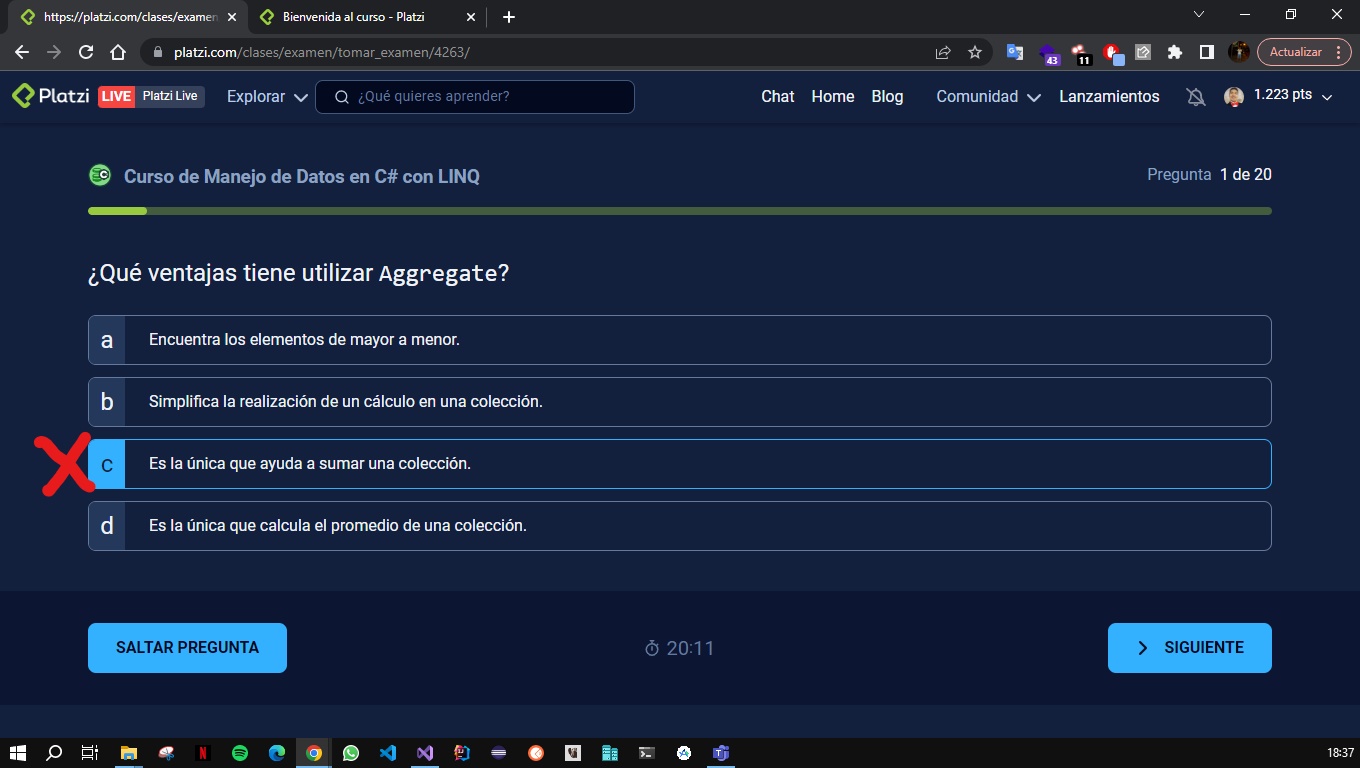 https://platzi.com/clases/examen
Bienvenida al curso - Platzi
platzi.com/clases/examen/tomar_examen/4263/
43
11
Actualizar
Platzi
LIVE
Platzi Live
Explorar
¿Qué quieres aprender?
Chat
Home
Blog
Comunidad
Lanzamientos
1.223 pts
Curso de Manejo de Datos en C# con LINQ
Pregunta 1 de 20
¿Qué ventajas tiene utilizar Aggregate?
a Encuentra los elementos de mayor a menor.
b Simplifica la realización de un cálculo en una colección.
c Es la única que ayuda a sumar una colección.
d Es la única que calcula el promedio de una colección.
SALTAR PREGUNTA
20:11
SIGUIENTE
18:37